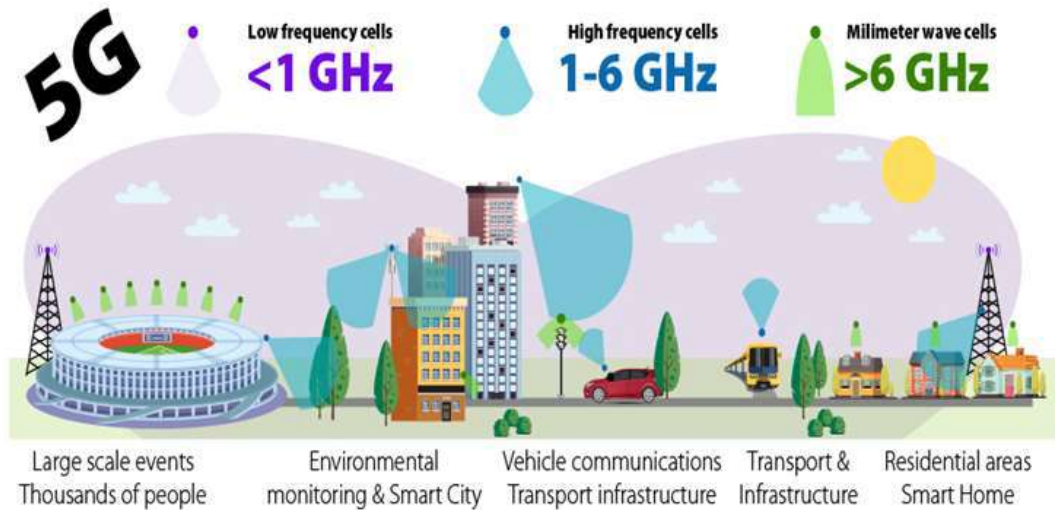 5G
Low frequency cells
<1 GHz
High frequency cells
1-6 GHz
Milimeter wave cells
>6 GHz
Large scale events
Thousands of people
Environmental
monitoring & Smart City
Vehicle communications
Transport infrastructure
Transport &
Infrastructure
Residential areas
Smart Home